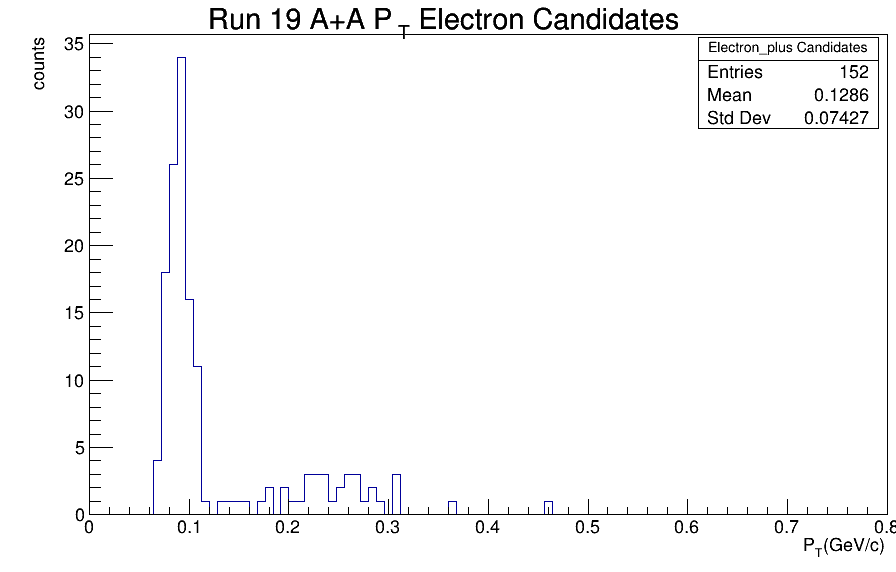 Run 19 A+A P_T Electron Candidates
counts
35
30
25
20
15
10
5
0
Electron_plus Candidates
Entries 152
Mean 0.1286
Std Dev 0.07427
0 0.1 0.2 0.3 0.4 0.5 0.6 0.7 0.8
P_T(GeV/c)